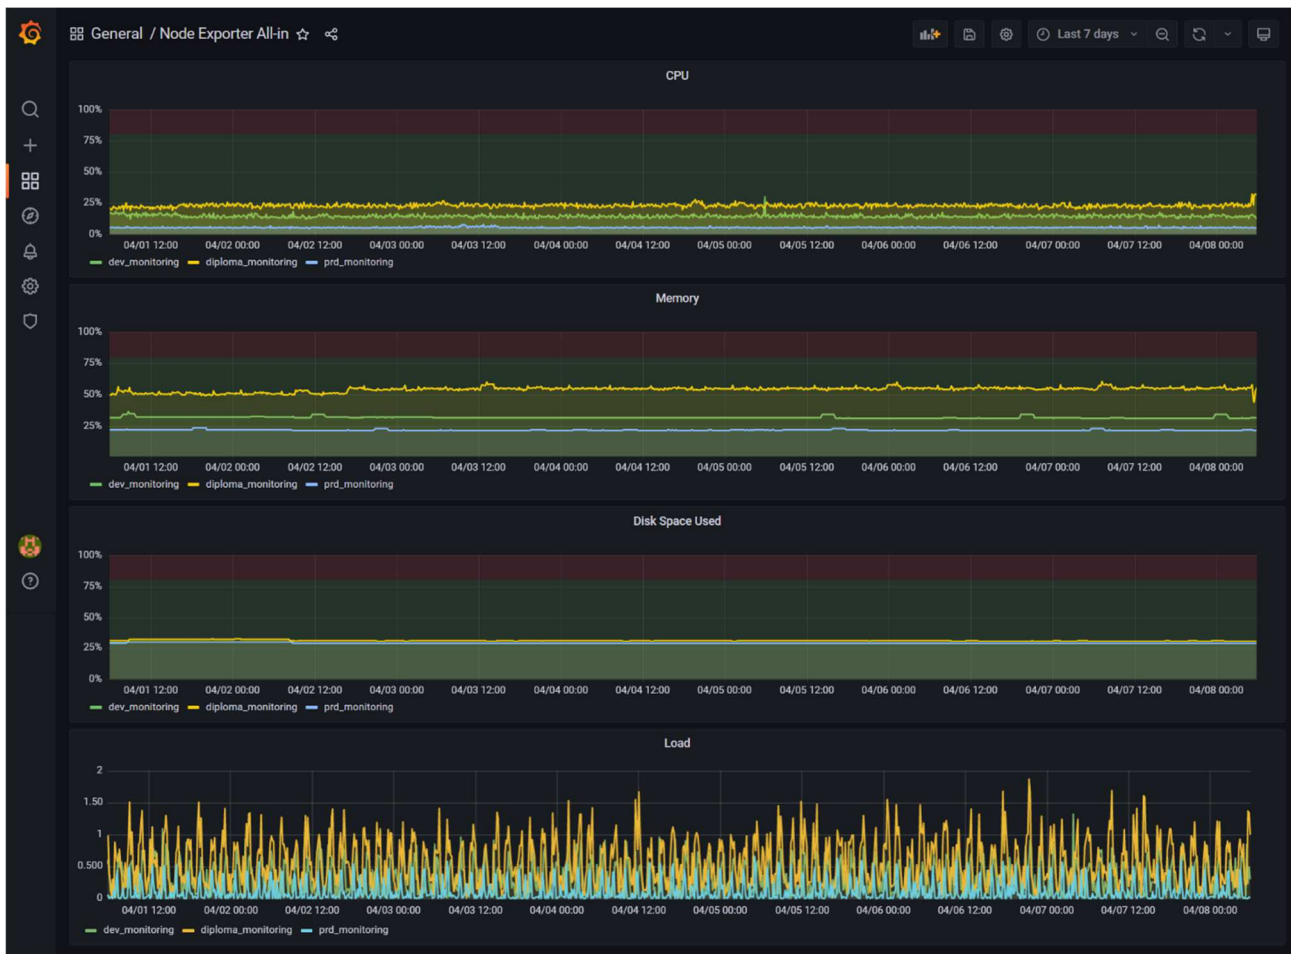 General / Node Exporter All-in
Last 7 days
CPU
100%
75%
50%
25%
0%
04/01 12:00 04/02 00:00 04/02 12:00 04/03 00:00 04/03 12:00 04/04 00:00 04/04 12:00 04/05 00:00 04/05 12:00 04/06 00:00 04/06 12:00 04/07 00:00 04/07 12:00 04/08 00:00
dev_monitoring diploma_monitoring prd_monitoring
Memory
100%
75%
50%
25%
04/01 12:00 04/02 00:00 04/02 12:00 04/03 00:00 04/03 12:00 04/04 00:00 04/04 12:00 04/05 00:00 04/05 12:00 04/06 00:00 04/06 12:00 04/07 00:00 04/07 12:00 04/08 00:00
dev_monitoring diploma_monitoring prd_monitoring
Disk Space Used
100%
75%
50%
25%
0%
04/01 12:00 04/02 00:00 04/02 12:00 04/03 00:00 04/03 12:00 04/04 00:00 04/04 12:00 04/05 00:00 04/05 12:00 04/06 00:00 04/06 12:00 04/07 00:00 04/07 12:00 04/08 00:00
dev_monitoring diploma_monitoring prd_monitoring
Load
2
1.50
1
0.500
0
04/01 12:00 04/02 00:00 04/02 12:00 04/03 00:00 04/03 12:00 04/04 00:00 04/04 12:00 04/05 00:00 04/05 12:00 04/06 00:00 04/06 12:00 04/07 00:00 04/07 12:00 04/08 00:00
dev_monitoring diploma_monitoring prd_monitoring